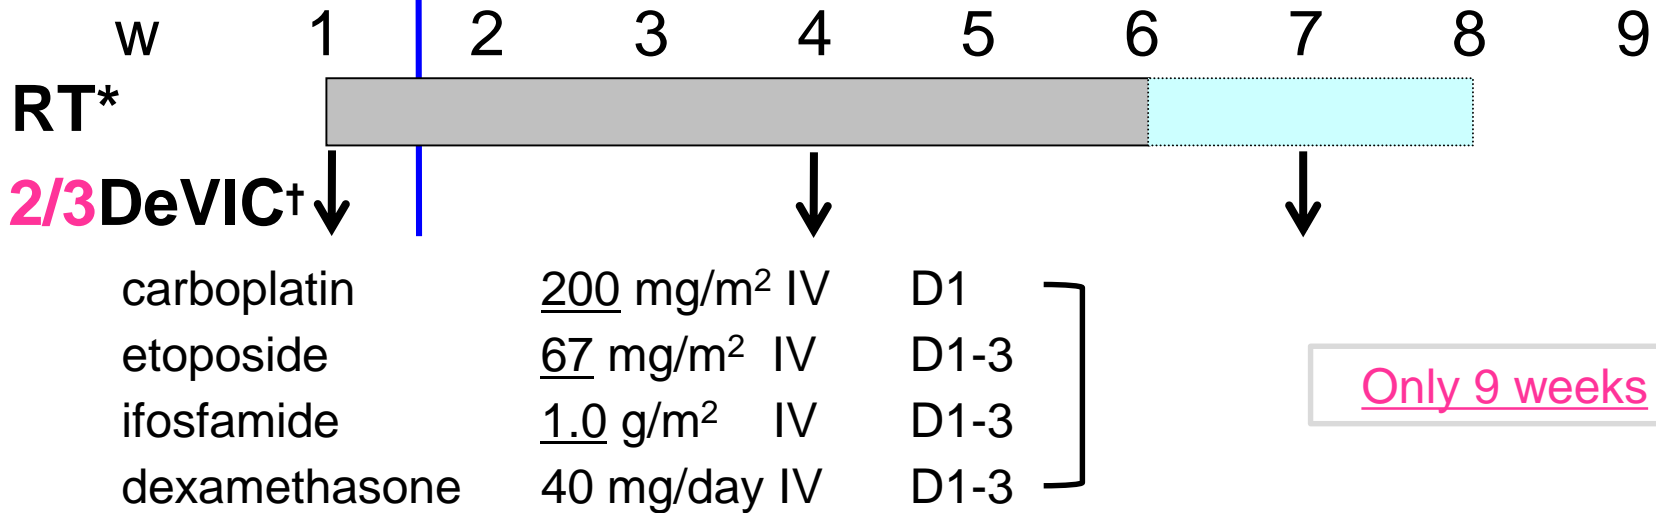 w 1 2 3 4 5 6 7 8 9
RT*
2/3DeVIC†
carboplatin 200 mg/m² IV D1
etoposide 67 mg/m² IV D1-3
ifosfamide 1.0 g/m² IV D1-3
Only 9 weeks
dexamethasone 40 mg/day IV D1-3